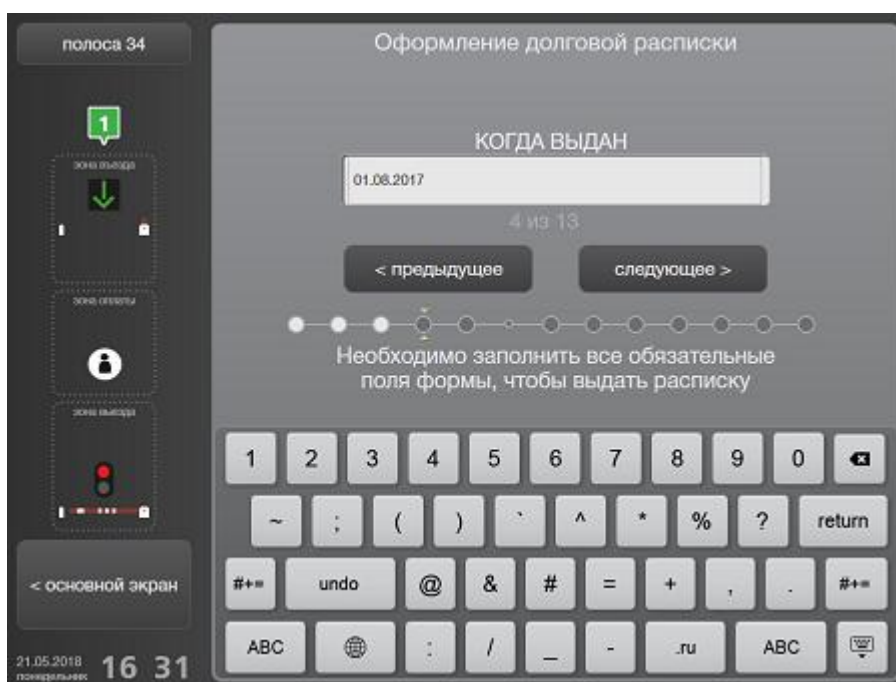 полоса 34
1
зона въезда
зона оплаты
зона выезда
< основной экран
21.05.2018
понедельник
16 31
Оформление долговой расписки
КОГДА ВЫДАН
01.08.2017
4 из 13
< предыдущее
следующее >
Необходимо заполнить все обязательные
поля формы, чтобы выдать расписку
1 2 3 4 5 6 7 8 9 0
~ ; ( ) ` ^ * % ? return
#+= undo @ & # = + , . #+=
ABC : / _ - .ru ABC